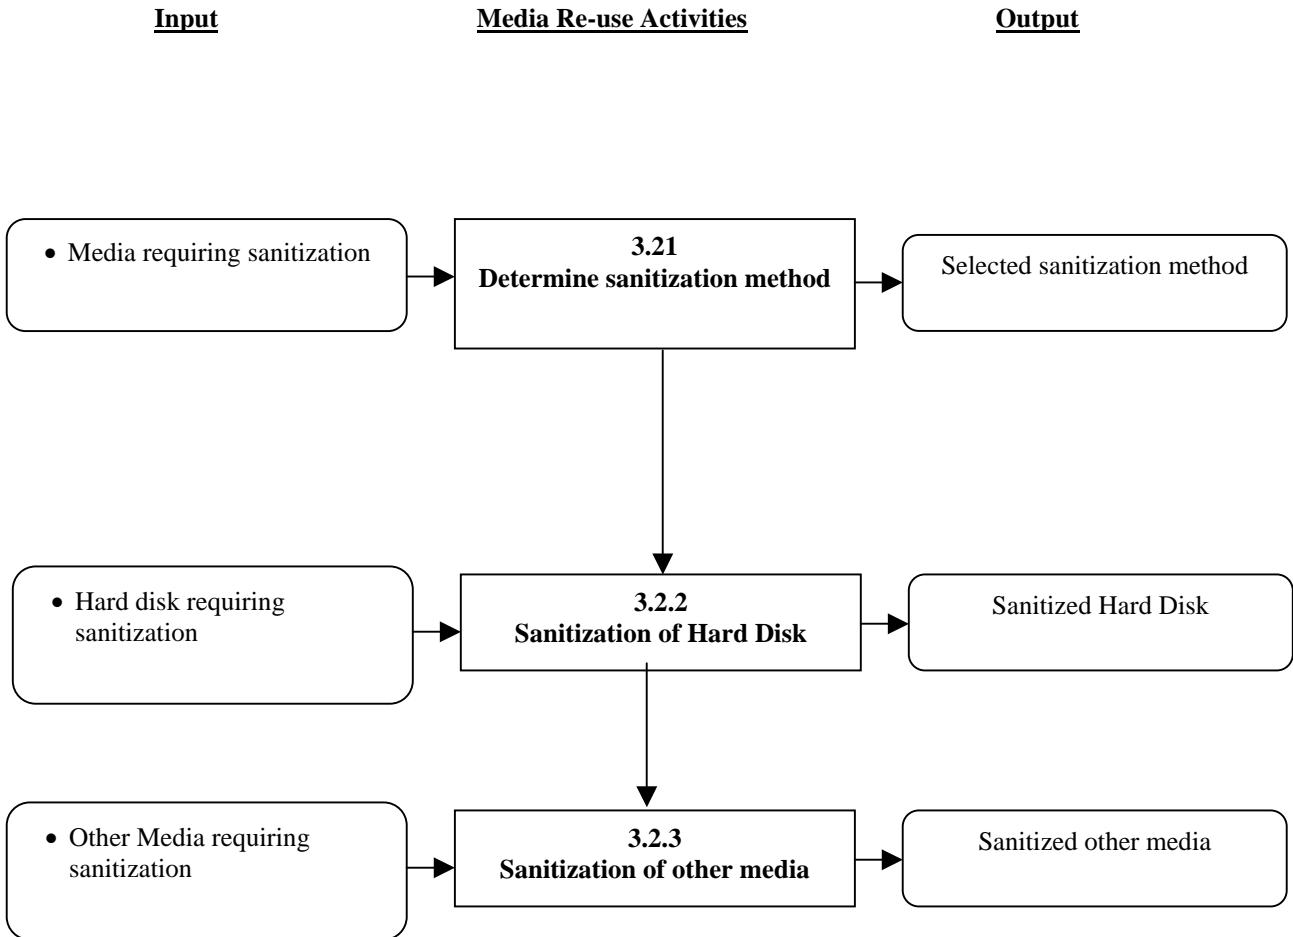 Input
Media Re-use Activities
Output
• Media requiring sanitization
3.21
Determine sanitization method
Selected sanitization method
• Hard disk requiring
sanitization
3.2.2
Sanitization of Hard Disk
Sanitized Hard Disk
• Other Media requiring
sanitization
3.2.3
Sanitization of other media
Sanitized other media